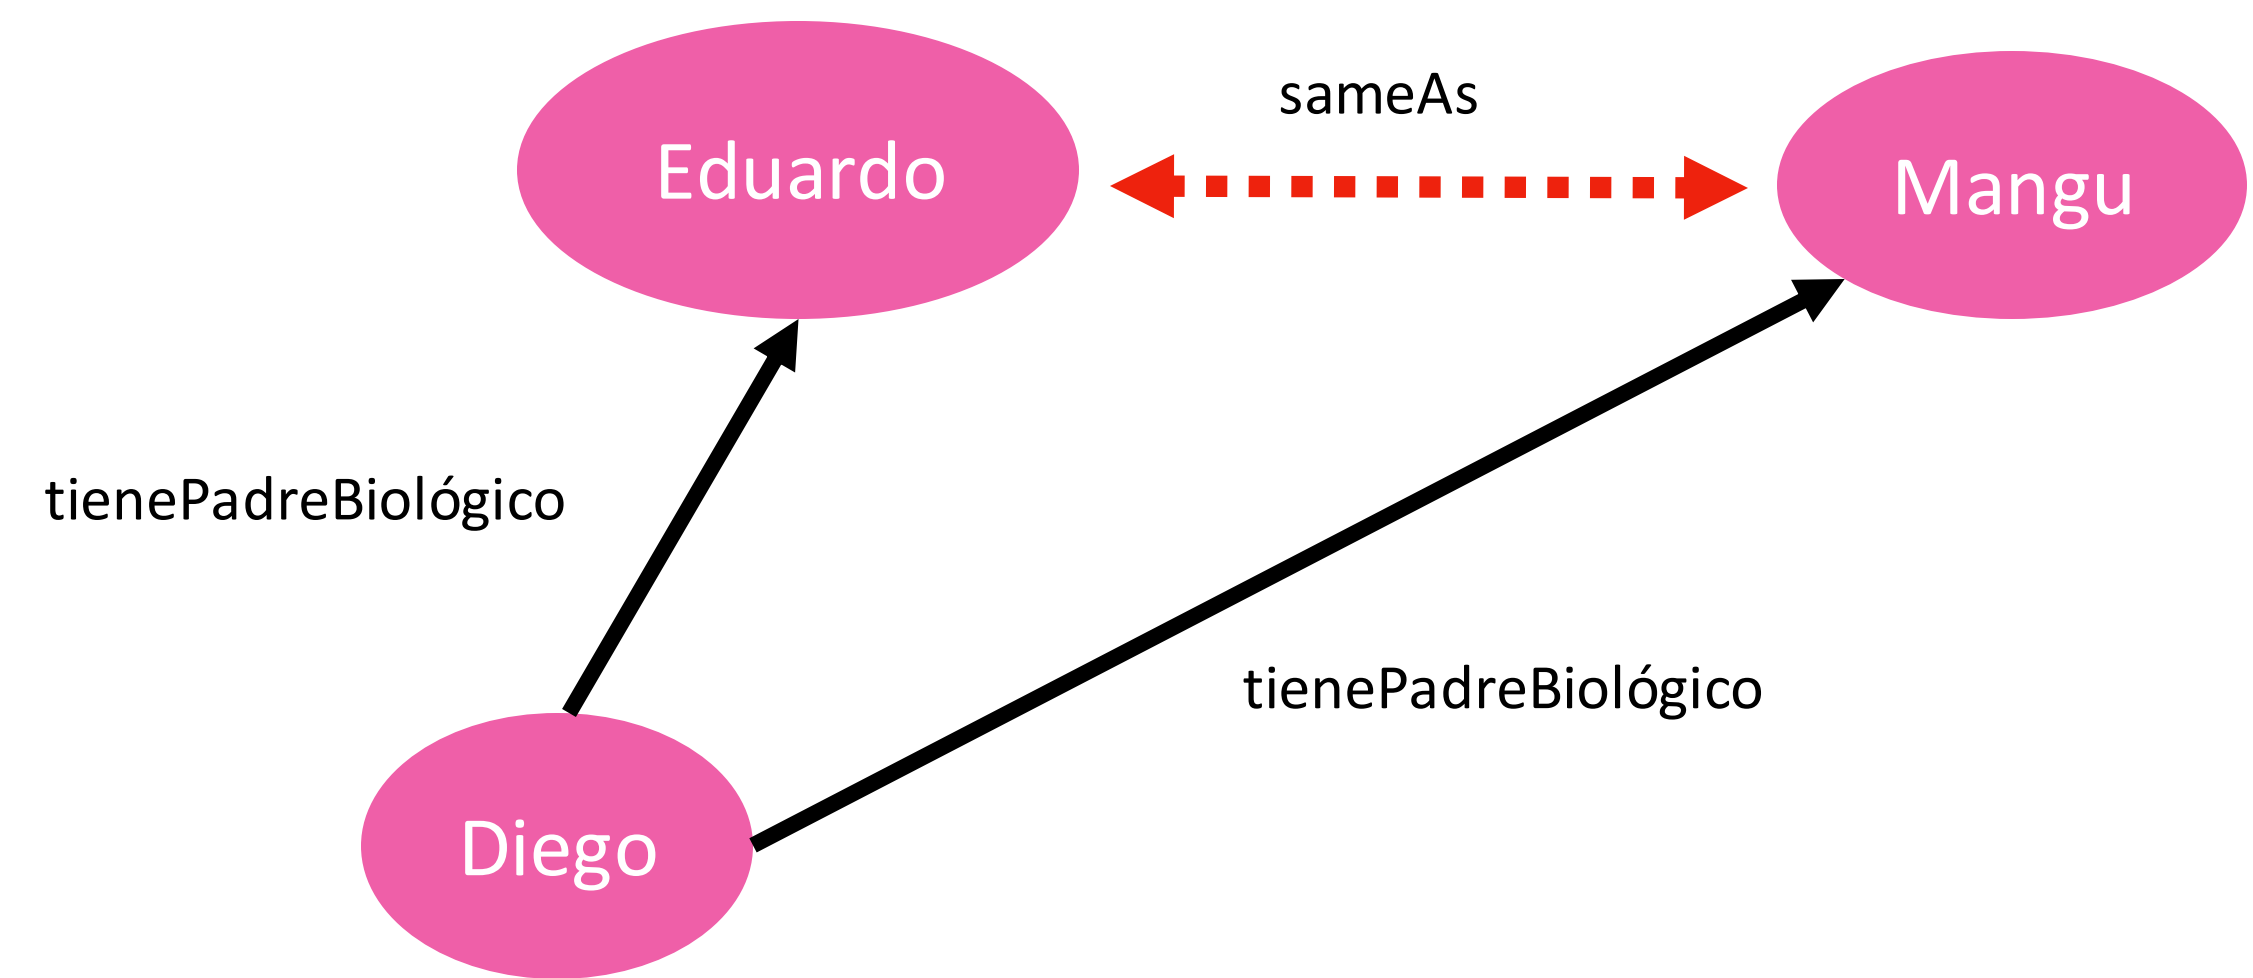 sameAs
Eduardo
Mangu
tienePadreBiológico
tienePadreBiológico
Diego